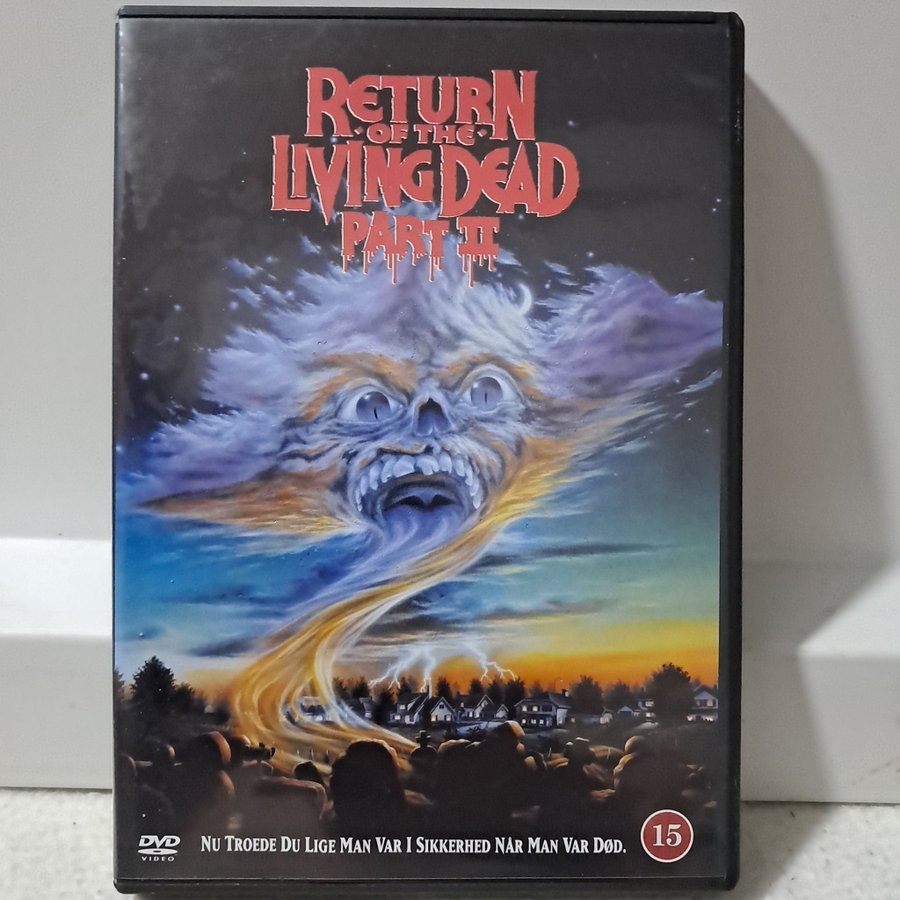 RETURN
·OF THE·
LIVING DEAD
PART II
DVD
VIDEO
NU TROEDE DU LIGE MAN VAR I SIKKERHED NÅR MAN VAR DØD.
15